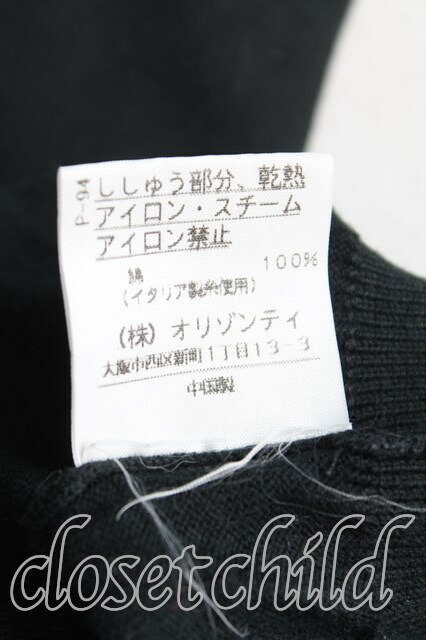 P-94
ししゅう部分、乾熱
アイロン・スチーム
アイロン禁止
綿 100%
(イタリア製糸使用)
(株) オリゾンティ
大阪市西区新町1丁目13-3
中国製
closet child